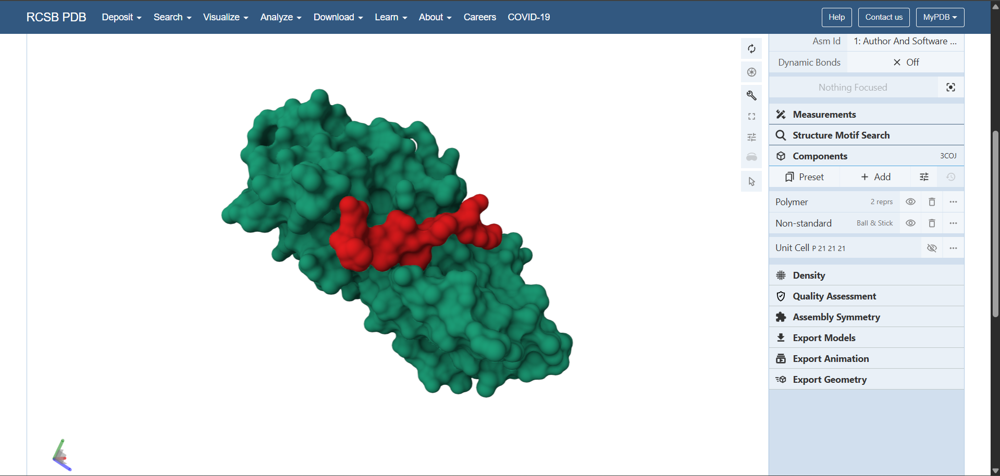 RCSB PDB Deposit Search Visualize Analyze Download Learn About Careers COVID-19 Help Contact us MyPDB
Asm Id 1: Author And Software ...
Dynamic Bonds Off
Nothing Focused
Measurements
Structure Motif Search
Components 3COJ
Preset Add
Polymer 2 reprs
Non-standard Ball & Stick
Unit Cell P 21 21 21
Density
Quality Assessment
Assembly Symmetry
Export Models
Export Animation
Export Geometry